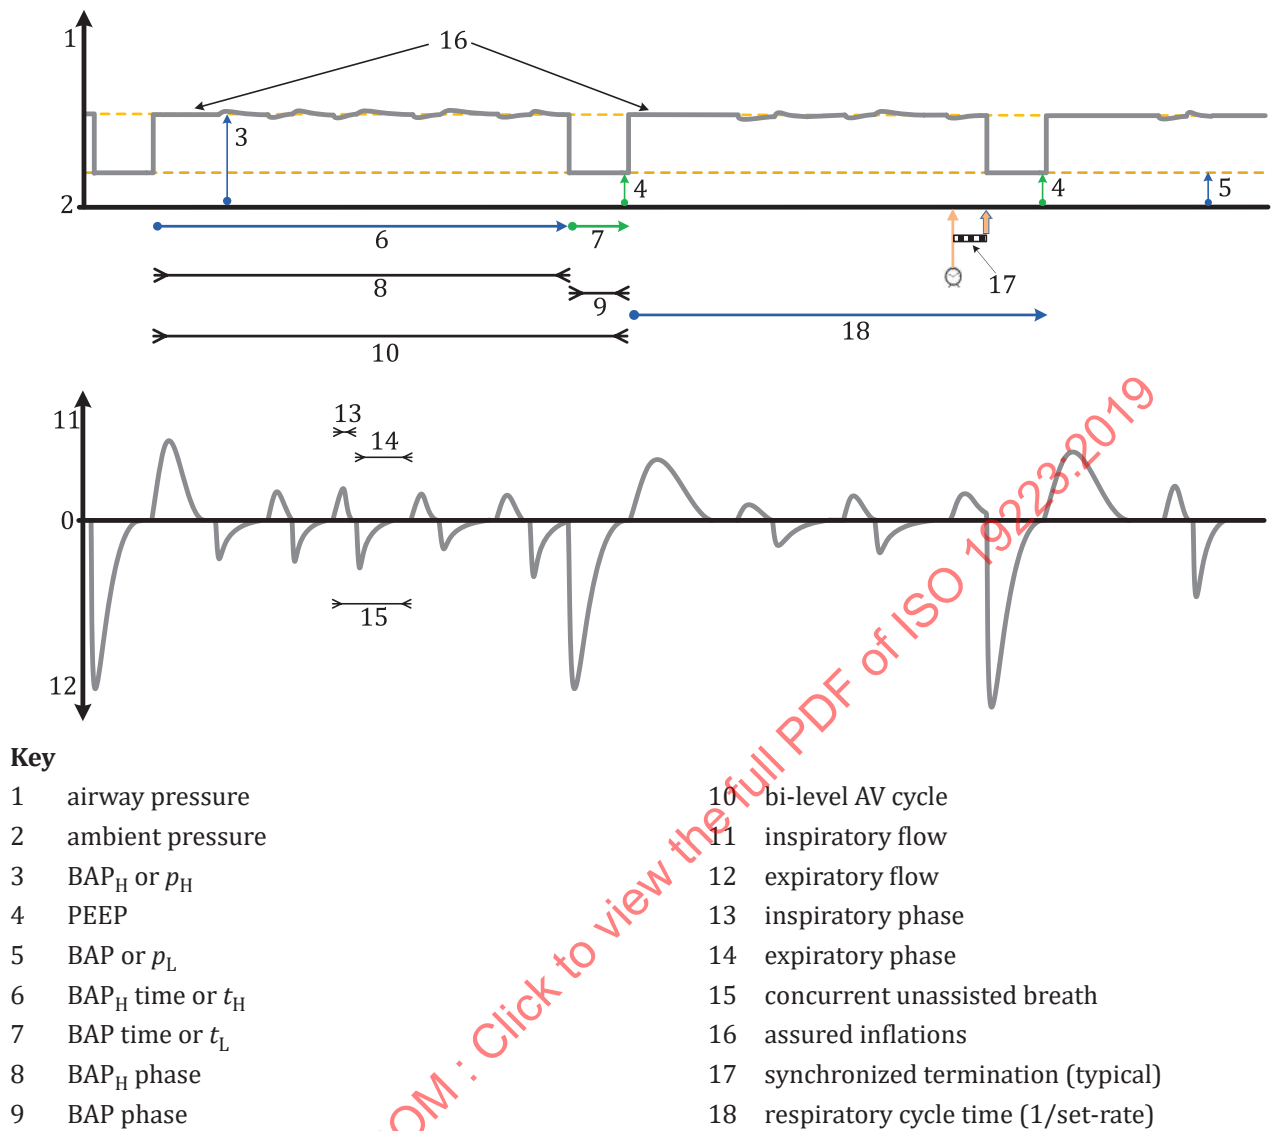 1
16
3
4
4
5
2
6
7
17
8
9
18
10
11
13
14
0
15
12
Key
1 airway pressure
2 ambient pressure
3 BAPH or pH
4 PEEP
5 BAP or pL
6 BAPH time or tH
7 BAP time or tL
8 BAPH phase
9 BAP phase
10 bi-level AV cycle
11 inspiratory flow
12 expiratory flow
13 inspiratory phase
14 expiratory phase
15 concurrent unassisted breath
16 assured inflations
17 synchronized termination (typical)
18 respiratory cycle time (1/set-rate)
OM : Click to view the full PDF of ISO 19223:2019